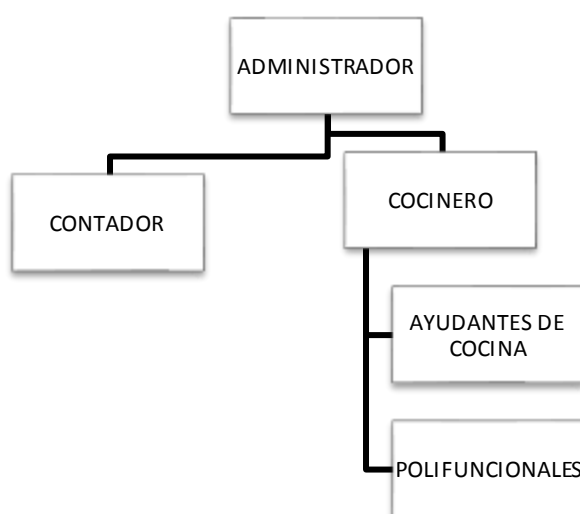 ADMINISTRADOR
CONTADOR
COCINERO
AYUDANTES DE
COCINA
POLIFUNCIONALES